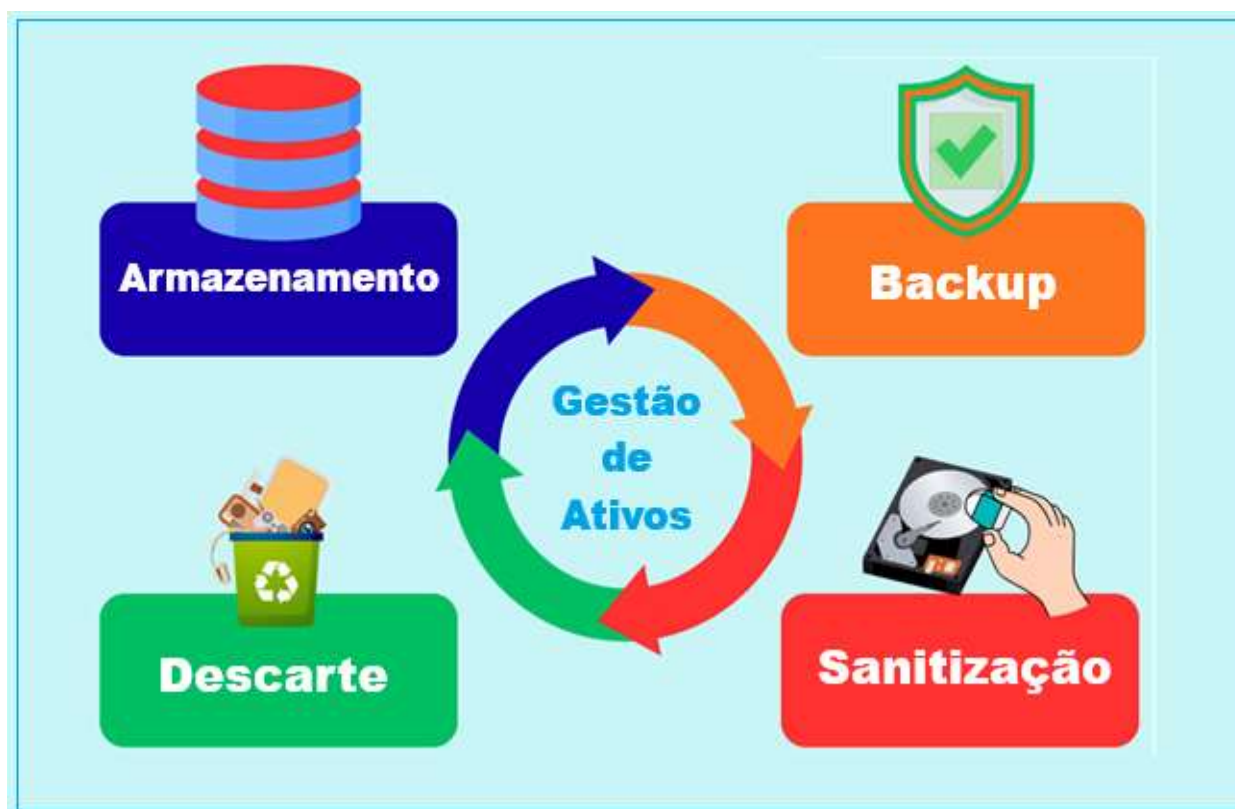 Armazenamento
Backup
Gestão
de
Ativos
Descarte
Sanitização